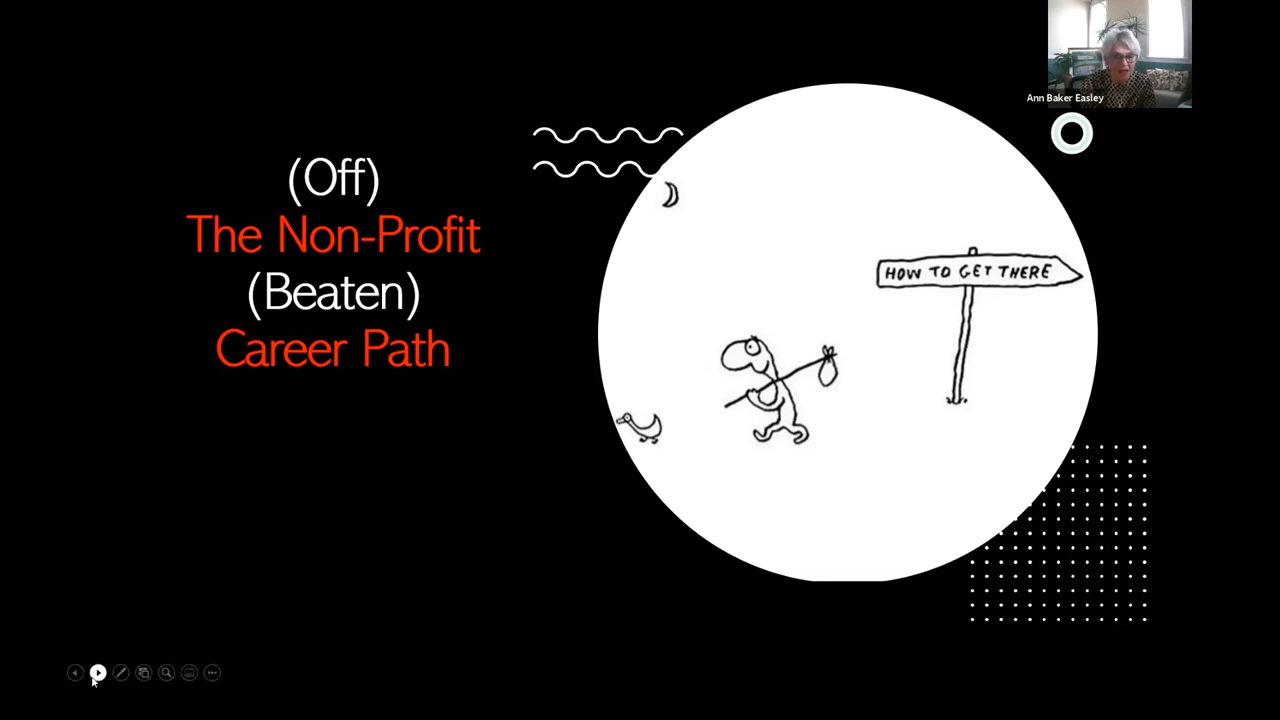 (Off)
The Non-Profit
(Beaten)
Career Path
HOW TO GET THERE
Ann Baker Easley